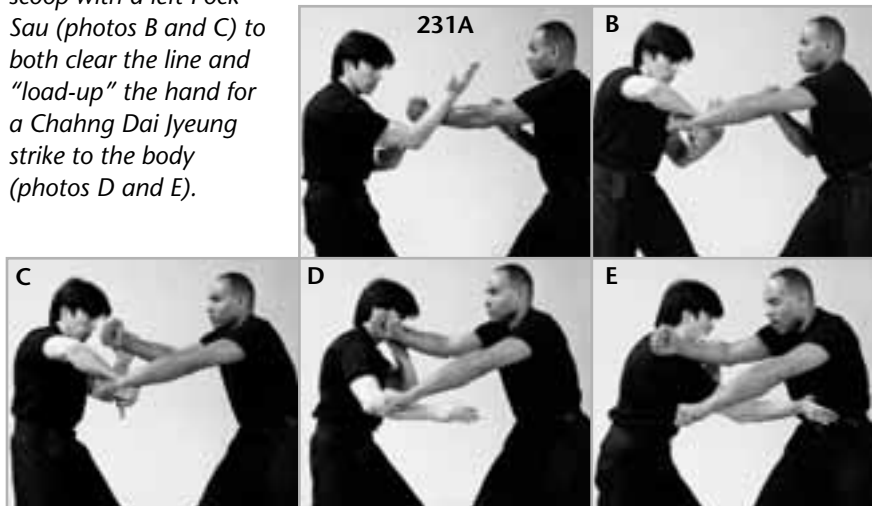 scoop with a left Fock
Sau (photos B and C) to
both clear the line and
“load-up” the hand for
a Chahng Dai Jyeung
strike to the body
(photos D and E).
231A
B
C
D
E